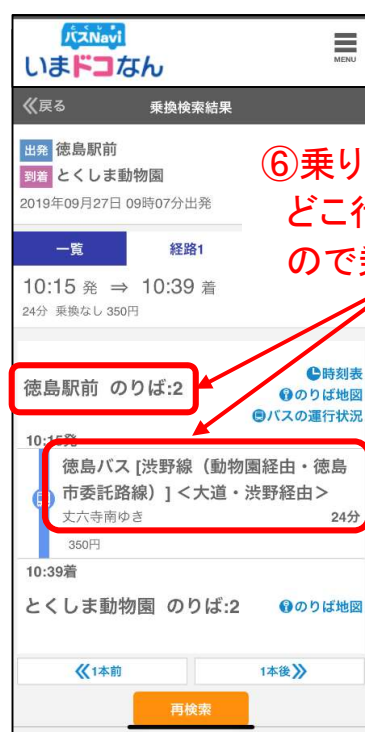 とくしま
バスNavi
いまドコなん
MENU
≪戻る 乗換検索結果
出発 徳島駅前
到着 とくしま動物園
2019年09月27日 09時07分出発
⑥乗り
どこ行
ので
一覧 経路1
10:15 発 ⇒ 10:39 着
24分 乗換なし 350円
徳島駅前 のりば:2
時刻表
のりば地図
バスの運行状況
10:15発
徳島バス [渋野線（動物園経由・徳島
市委託路線）] <大道・渋野経由>
丈六寺南ゆき 24分
350円
10:39着
とくしま動物園 のりば:2 のりば地図
≪1本前 1本後≫
再検索